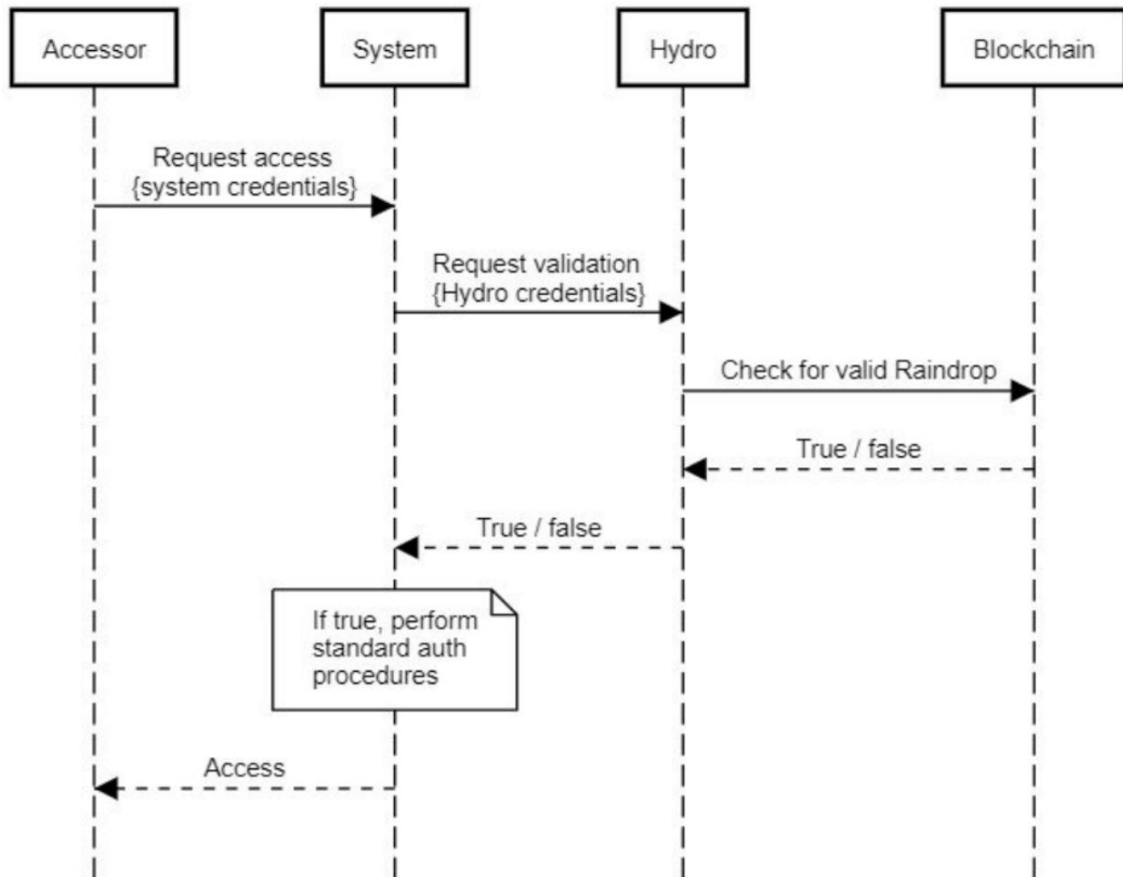 Accessor
System
Hydro
Blockchain
Request access
{system credentials}
Request validation
{Hydro credentials}
Check for valid Raindrop
True / false
True / false
If true, perform
standard auth
procedures
Access